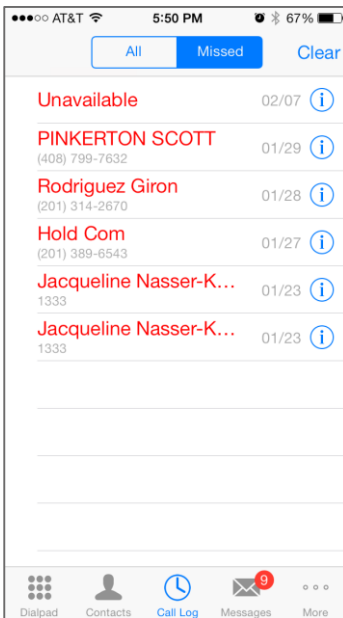 AT&T 5:50 PM 67%
All Missed Clear
Unavailable 02/07
PINKERTON SCOTT 01/29
(408) 799-7632
Rodriguez Giron 01/28
(201) 314-2670
Hold Com 01/27
(201) 389-6543
Jacqueline Nasser-K... 01/23
1333
Jacqueline Nasser-K... 01/23
1333
9
Dialpad Contacts Call Log Messages More